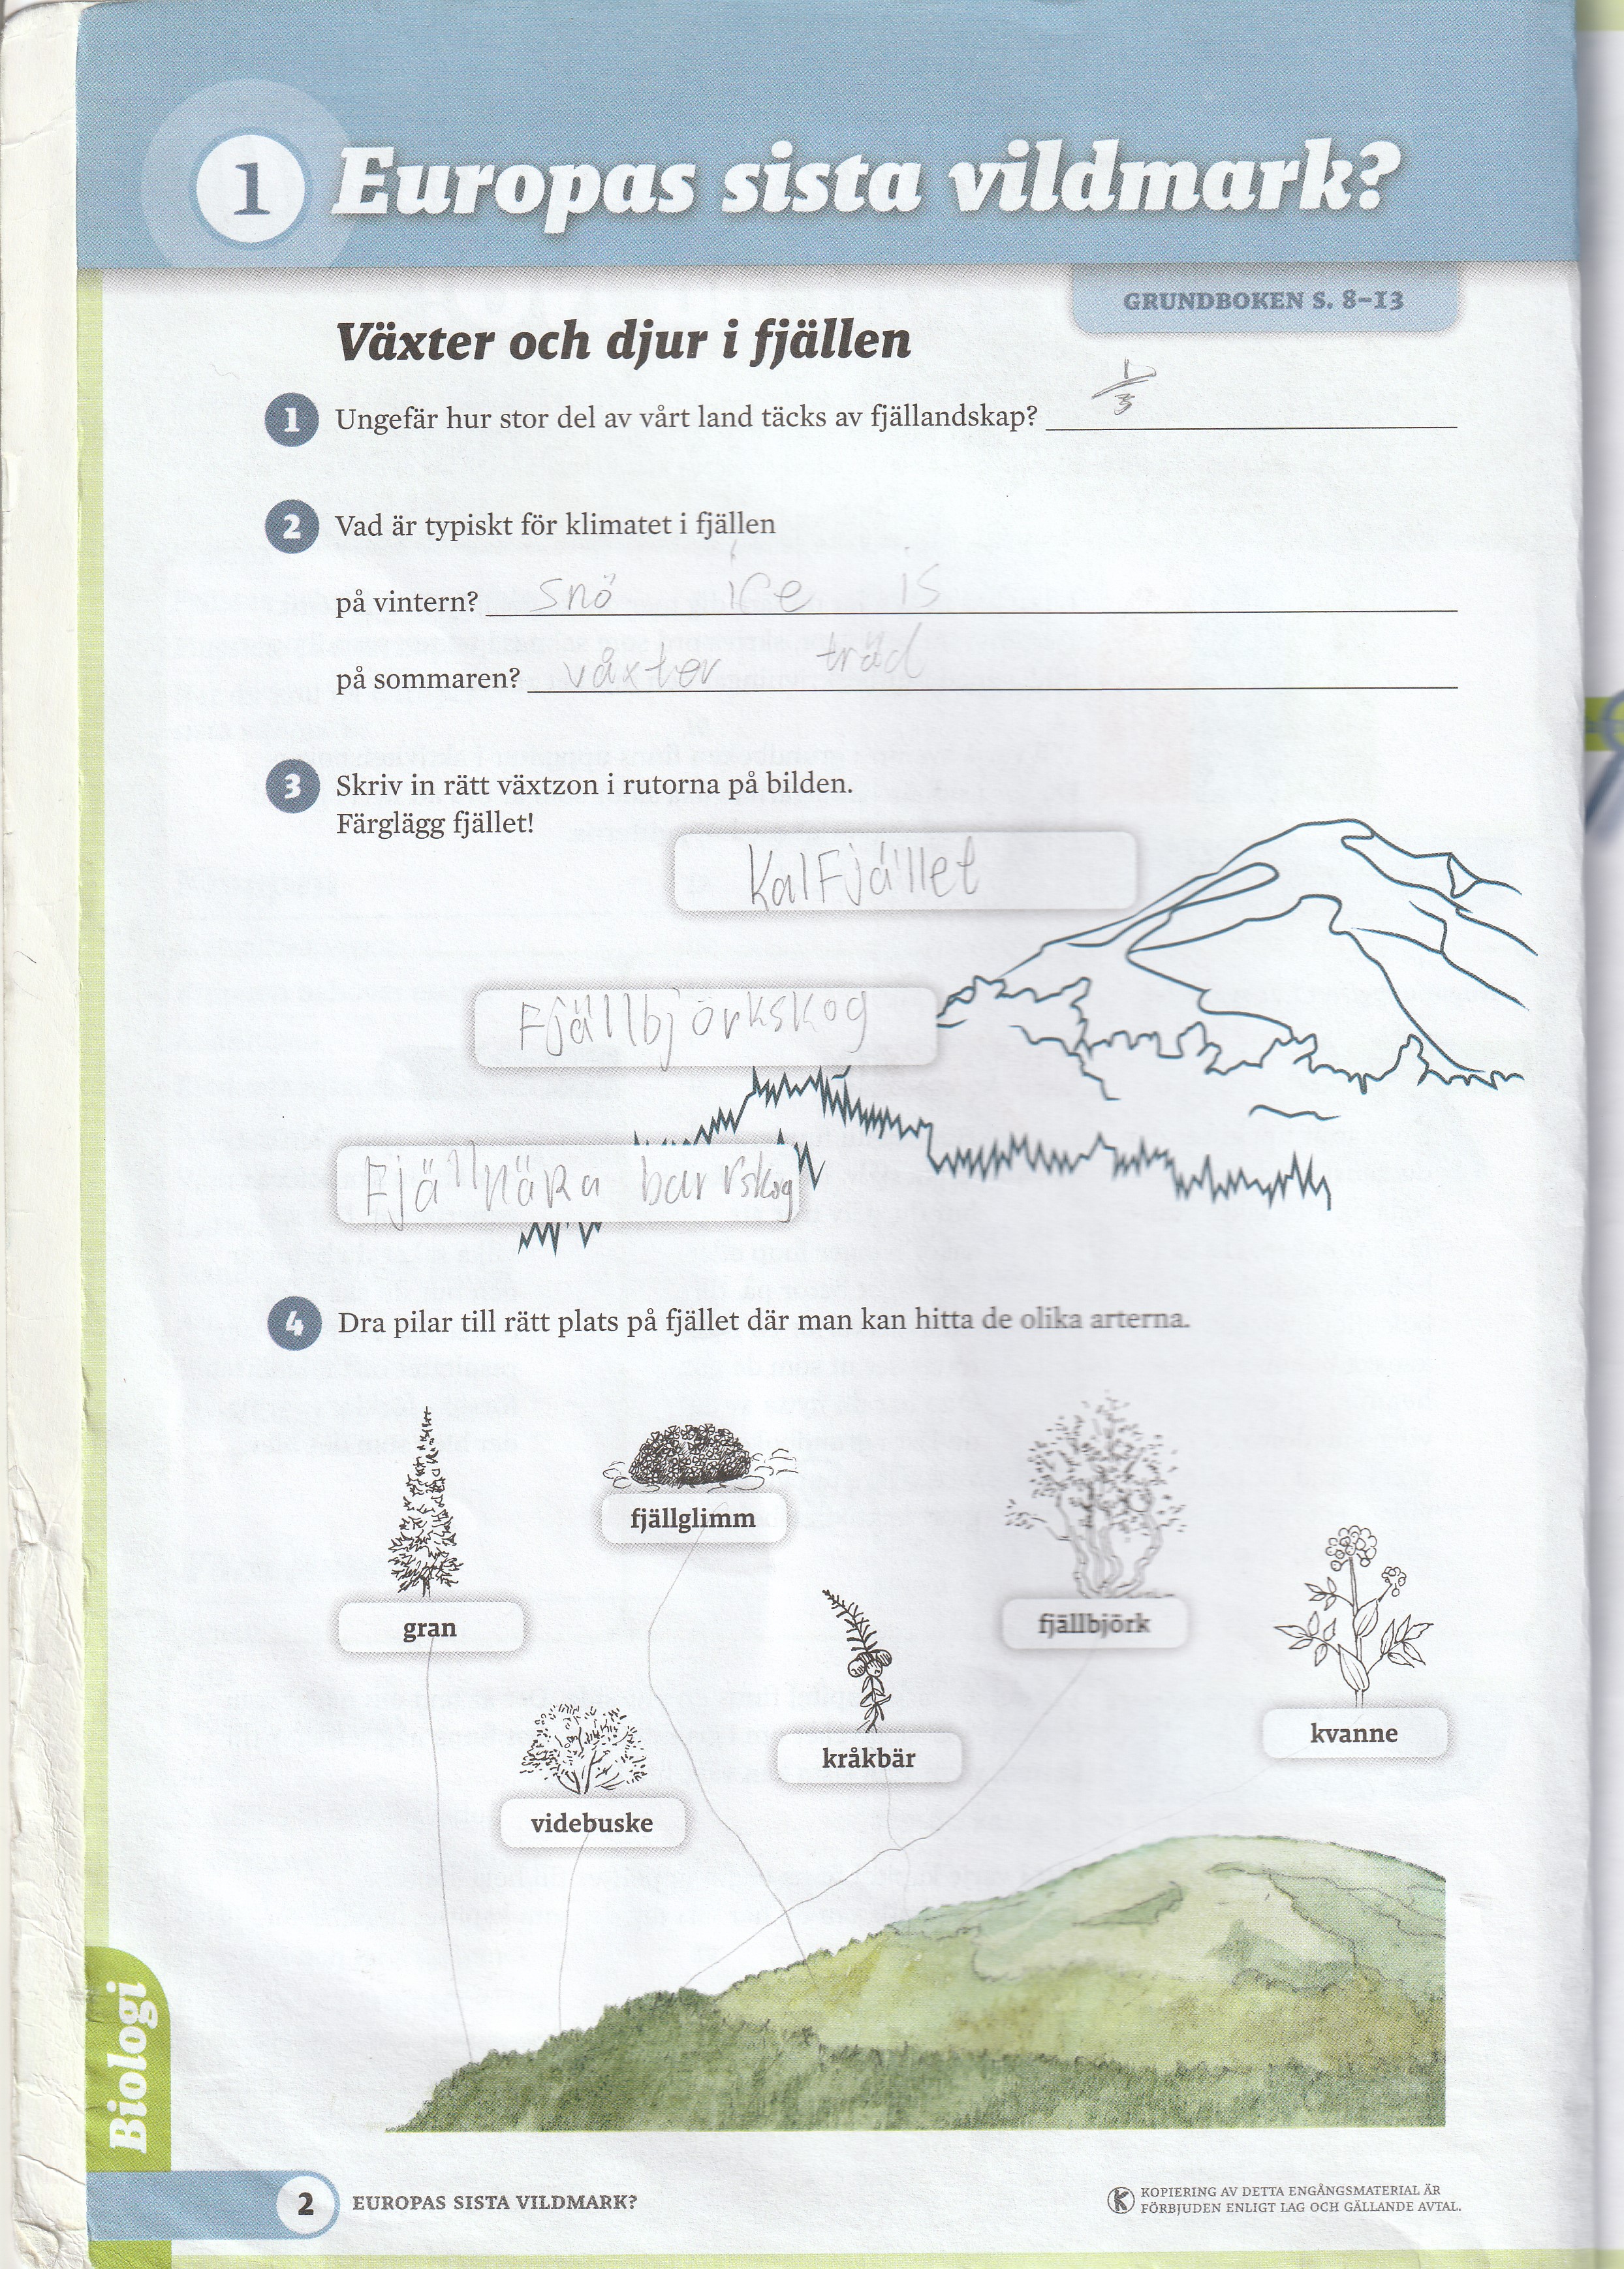 1 Europas sista vildmark?
GRUNDBOKEN S. 8–13
Växter och djur i fjällen
1 Ungefär hur stor del av vårt land täcks av fjällandskap? 1/3
2 Vad är typiskt för klimatet i fjällen
på vintern? snö ice is
på sommaren? våxter träd
3 Skriv in rätt växtzon i rutorna på bilden.
Färglägg fjället!
KalFjället
Fjällbjörkskog
Fjällnära barrskog
4 Dra pilar till rätt plats på fjället där man kan hitta de olika arterna.
fjällglimm
gran
fjällbjörk
kvanne
kråkbär
videbuske
Biologi
2 EUROPAS SISTA VILDMARK?
K KOPIERING AV DETTA ENGÅNGSMATERIAL ÄR
FÖRBJUDEN ENLIGT LAG OCH GÄLLANDE AVTAL.